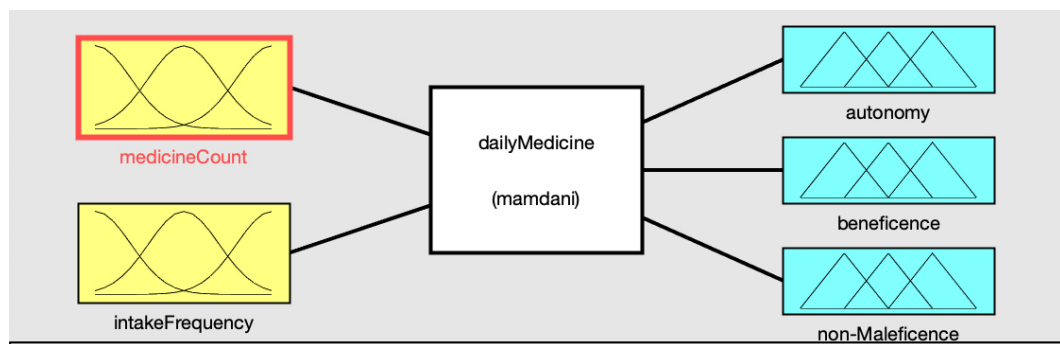 medicineCount
intakeFrequency
dailyMedicine
(mamdani)
autonomy
beneficence
non-Maleficence